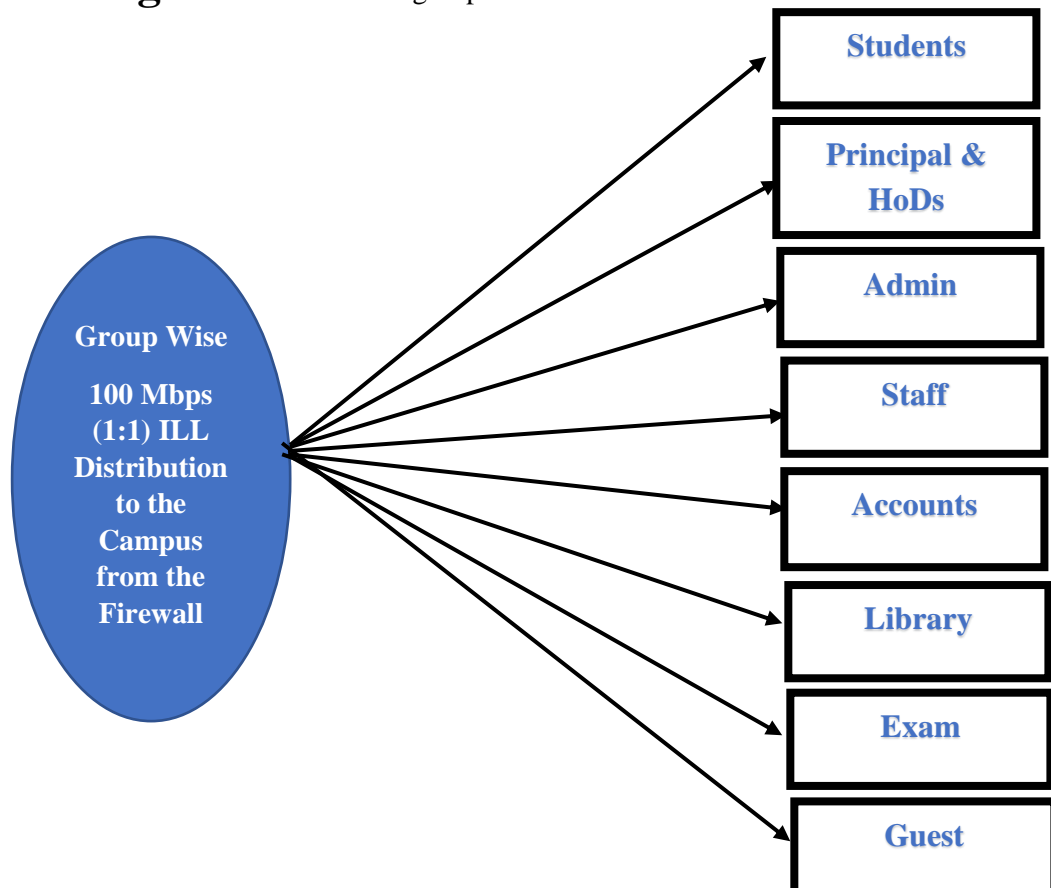 Group Wise
100 Mbps
(1:1) ILL
Distribution
to the
Campus
from the
Firewall
Students
Principal &
HoDs
Admin
Staff
Accounts
Library
Exam
Guest